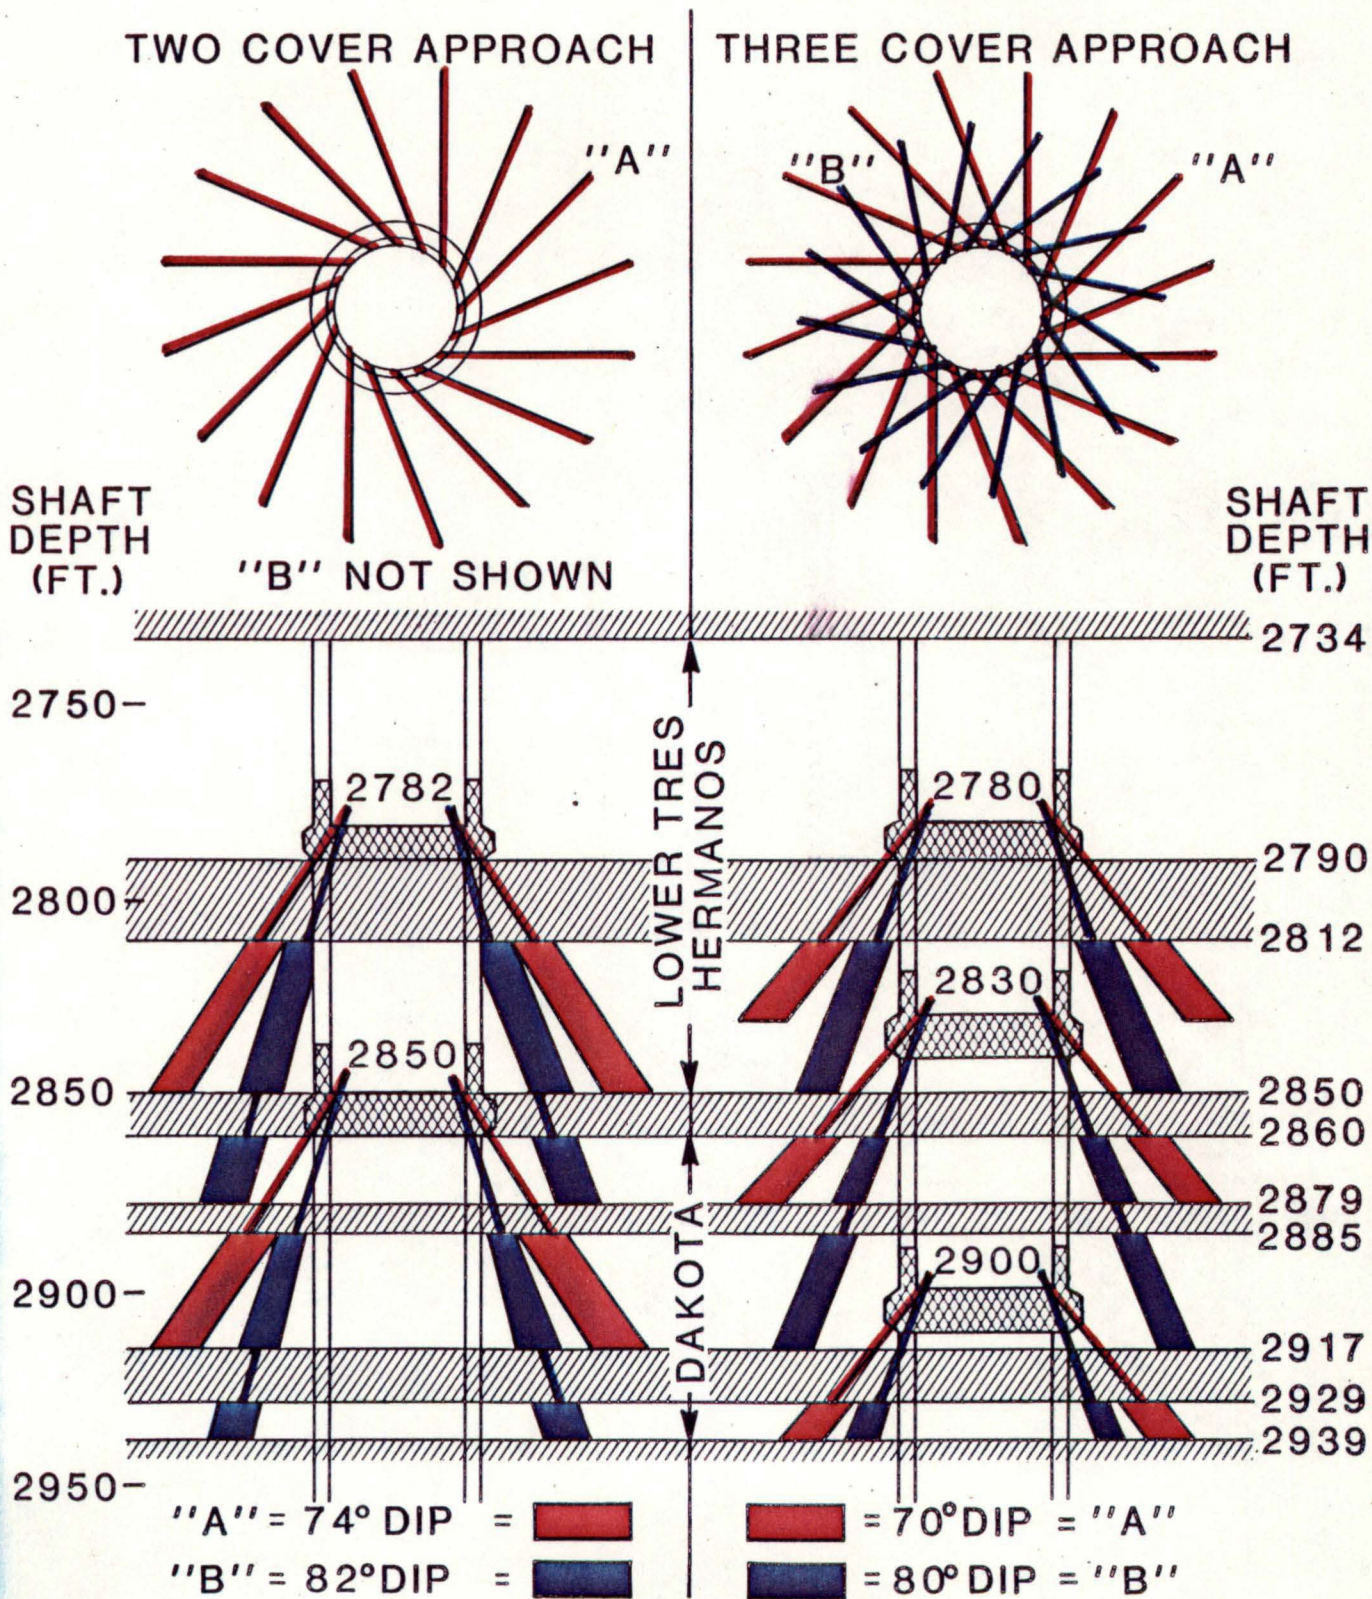 TWO COVER APPROACH
THREE COVER APPROACH
"A"
"B"
"A"
SHAFT
DEPTH
(FT.)
"B" NOT SHOWN
SHAFT
DEPTH
(FT.)
2734
2750
LOWER TRES
HERMANOS
2782
2780
2790
2800
2812
2830
2850
2850
2850
2860
2879
2885
DAKOTA
2900
2900
2917
2929
2939
2950
"A" = 74° DIP =
= 70° DIP = "A"
"B" = 82° DIP =
= 80° DIP = "B"